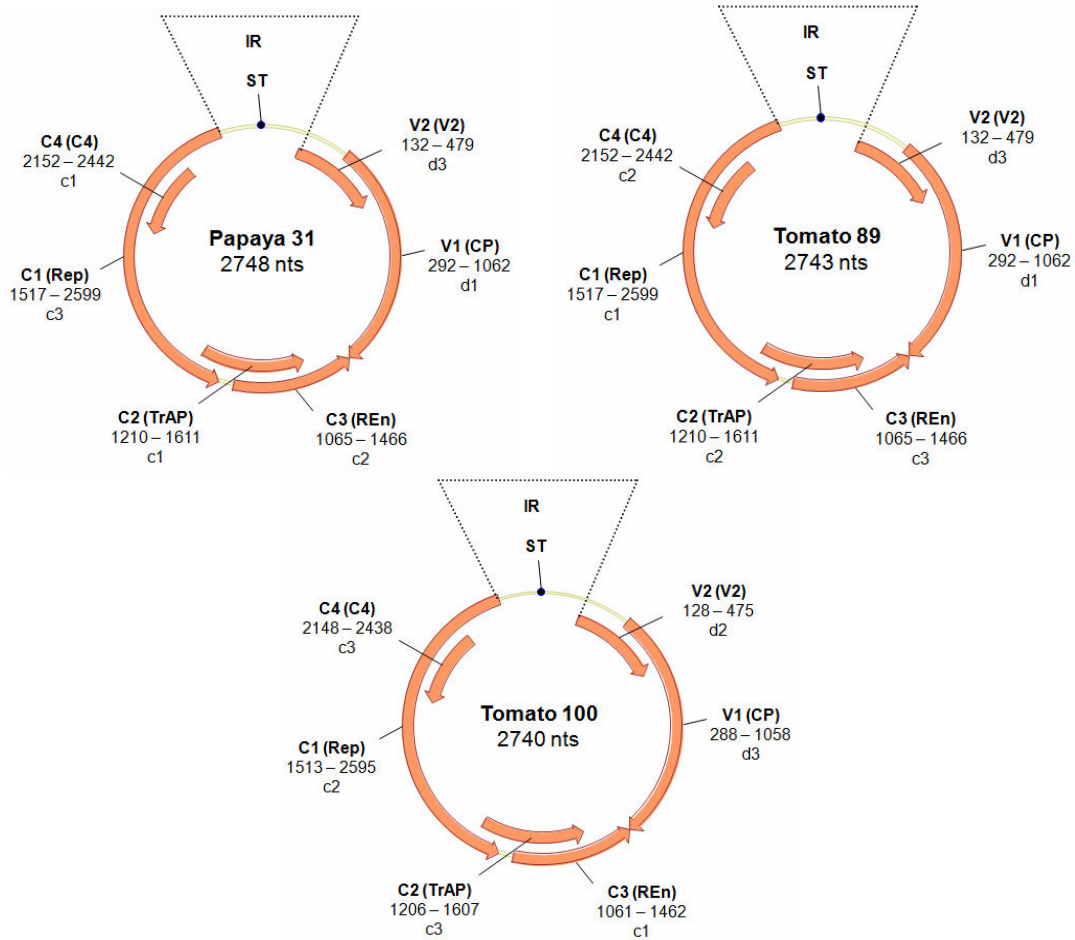 IR
ST
C4 (C4)
2152 – 2442
c1
V2 (V2)
132 – 479
d3
Papaya 31
2748 nts
V1 (CP)
292 – 1062
d1
C1 (Rep)
1517 – 2599
c3
C2 (TrAP)
1210 – 1611
c1
C3 (REn)
1065 – 1466
c2
IR
ST
C4 (C4)
2152 – 2442
c2
V2 (V2)
132 – 479
d3
Tomato 89
2743 nts
V1 (CP)
292 – 1062
d1
C1 (Rep)
1517 – 2599
c1
C2 (TrAP)
1210 – 1611
c2
C3 (REn)
1065 – 1466
c3
IR
ST
C4 (C4)
2148 – 2438
c3
V2 (V2)
128 – 475
d2
Tomato 100
2740 nts
V1 (CP)
288 – 1058
d3
C1 (Rep)
1513 – 2595
c2
C2 (TrAP)
1206 – 1607
c3
C3 (REn)
1061 – 1462
c1